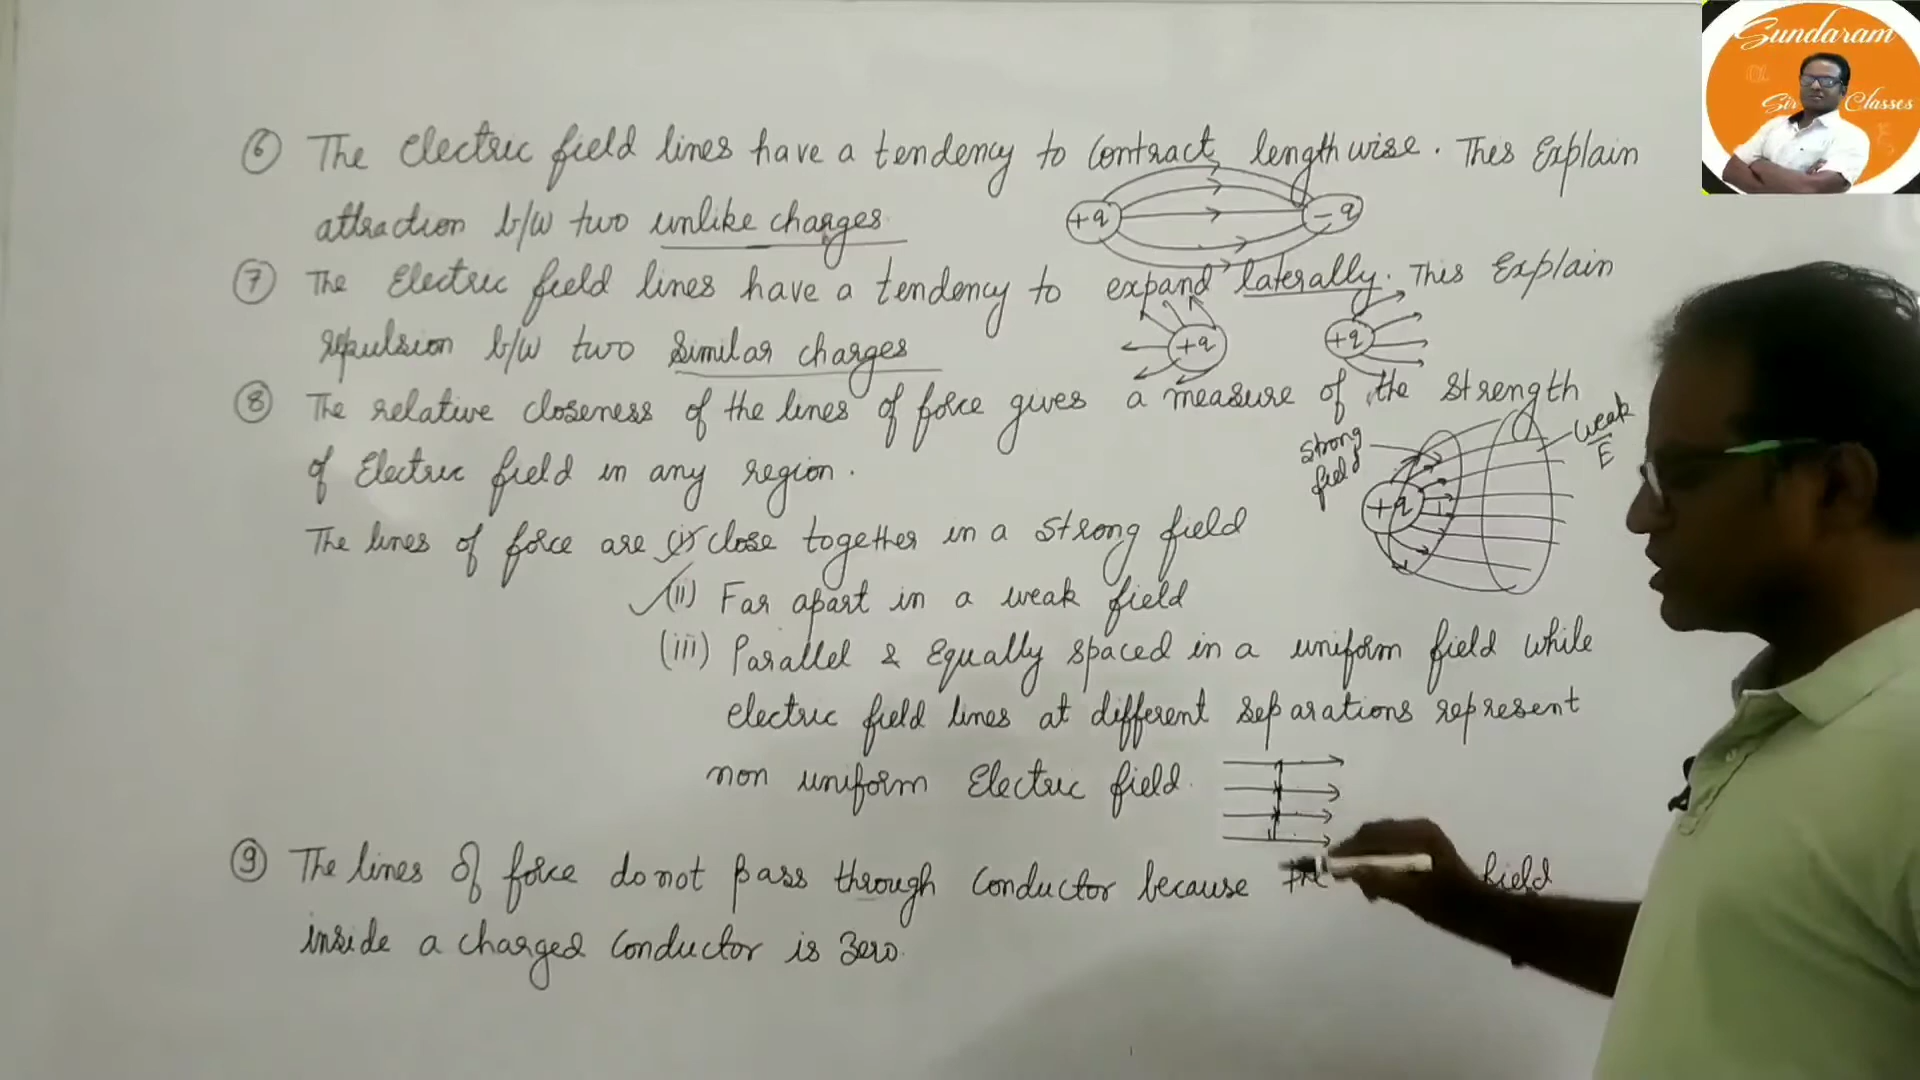 Sundaram
Sir Classes
⑥ The electric field lines have a tendency to contract lengthwise. This Explain
attraction b/w two unlike charges.
+q
-q
⑦ The Electric field lines have a tendency to expand laterally. This Explain
repulsion b/w two similar charges
+q
+q
⑧ The relative closeness of the lines of force gives a measure of the strength
of Electric field in any region.
Strong
field
weak
E
+q
The lines of force are (i) close together in a strong field
(ii) Far apart in a weak field
(iii) Parallel & Equally spaced in a uniform field while
electric field lines at different separations represent
non uniform Electric field.
⑨ The lines of force do not pass through conductor because field
inside a charged conductor is zero.